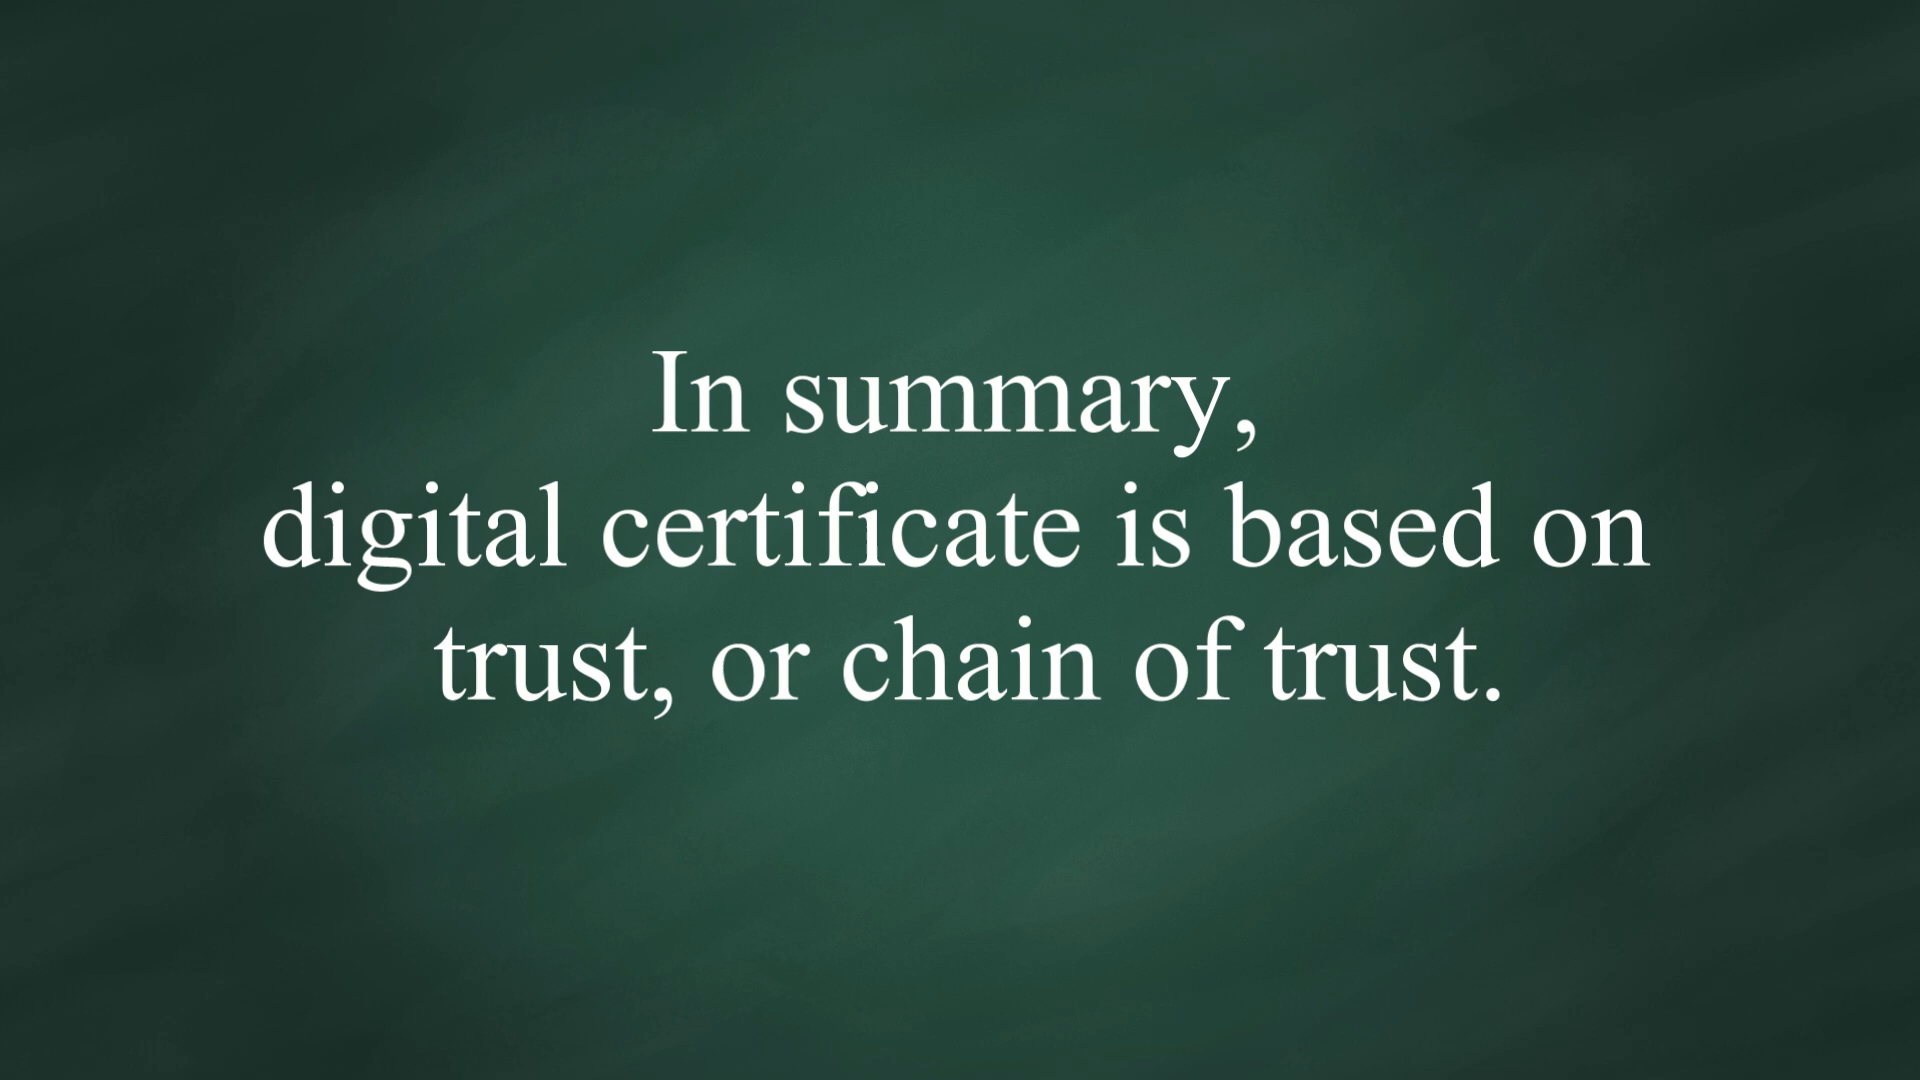 In summary,
digital certificate is based on
trust, or chain of trust.